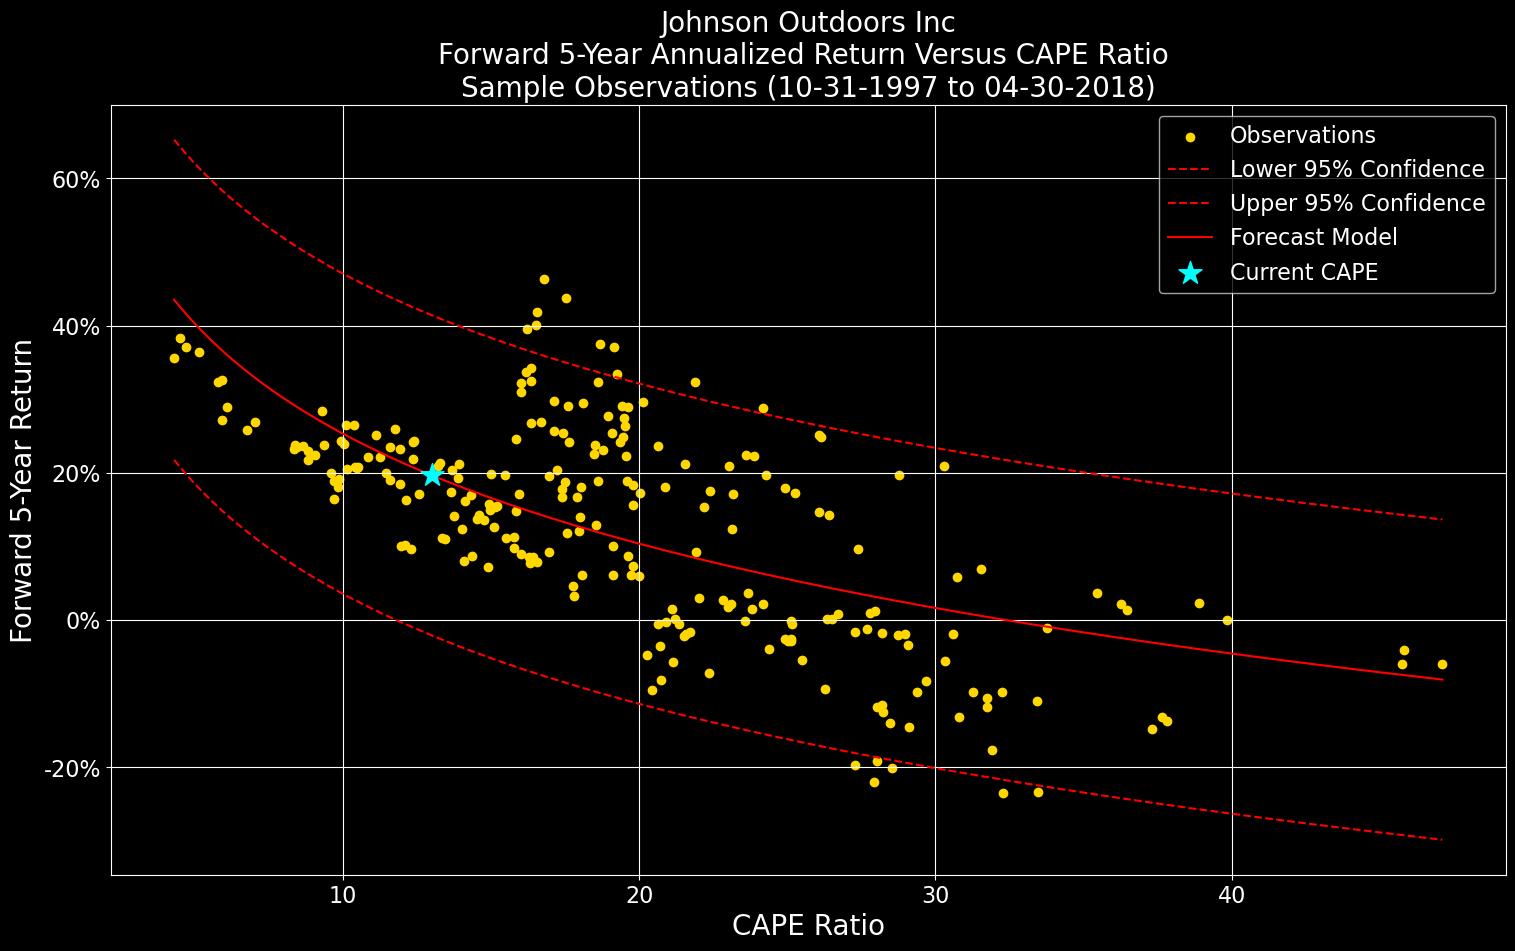 Johnson Outdoors Inc
Forward 5-Year Annualized Return Versus CAPE Ratio
Sample Observations (10-31-1997 to 04-30-2018)
Observations
Lower 95% Confidence
Upper 95% Confidence
Forecast Model
Current CAPE
Forward 5-Year Return
60%
40%
20%
0%
-20%
10
20
30
40
CAPE Ratio